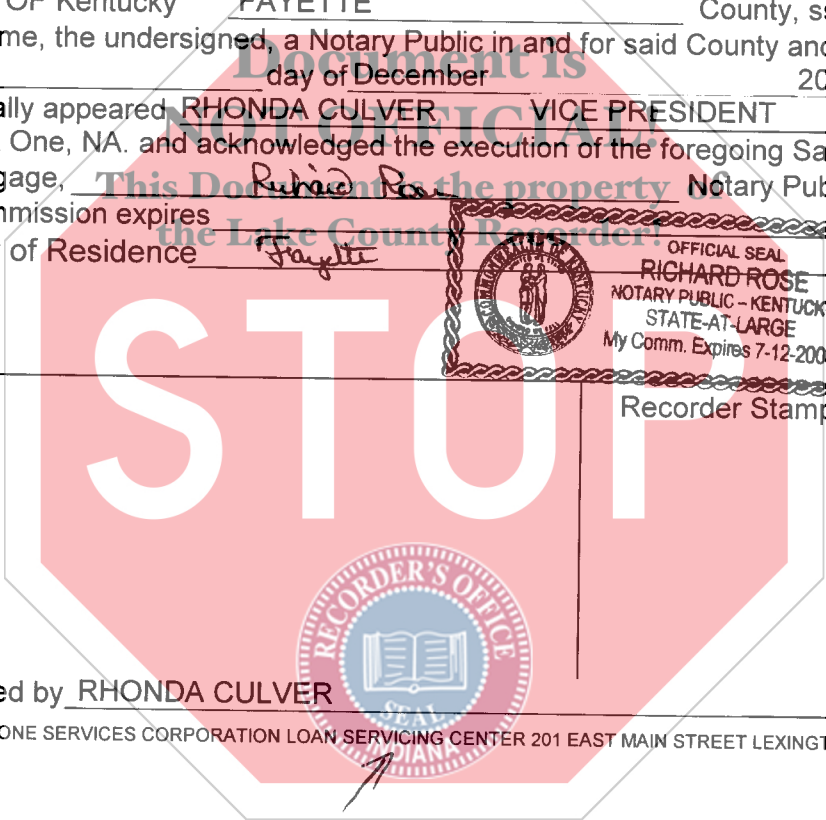 OF Kentucky FAYETTE County, ss
me, the undersigned, a Notary Public in and for said County and
day of December 20
ally appeared RHONDA CULVER VICE PRESIDENT
One, NA. and acknowledged the execution of the foregoing Sa
gage, Richard Rose Notary Pub
mmission expires
of Residence Fayette
Document is
NOT OFFICIAL!
This Document is the property of
the Lake County Recorder!
OFFICIAL SEAL
RICHARD ROSE
NOTARY PUBLIC – KENTUCK
STATE-AT-LARGE
My Comm. Expires 7-12-200
COMMONWEALTH OF KENTUCKY
Recorder Stamp
STOP
RECORDER'S OFFICE
SEAL
INDIANA
ed by RHONDA CULVER
ONE SERVICES CORPORATION LOAN SERVICING CENTER 201 EAST MAIN STREET LEXINGT